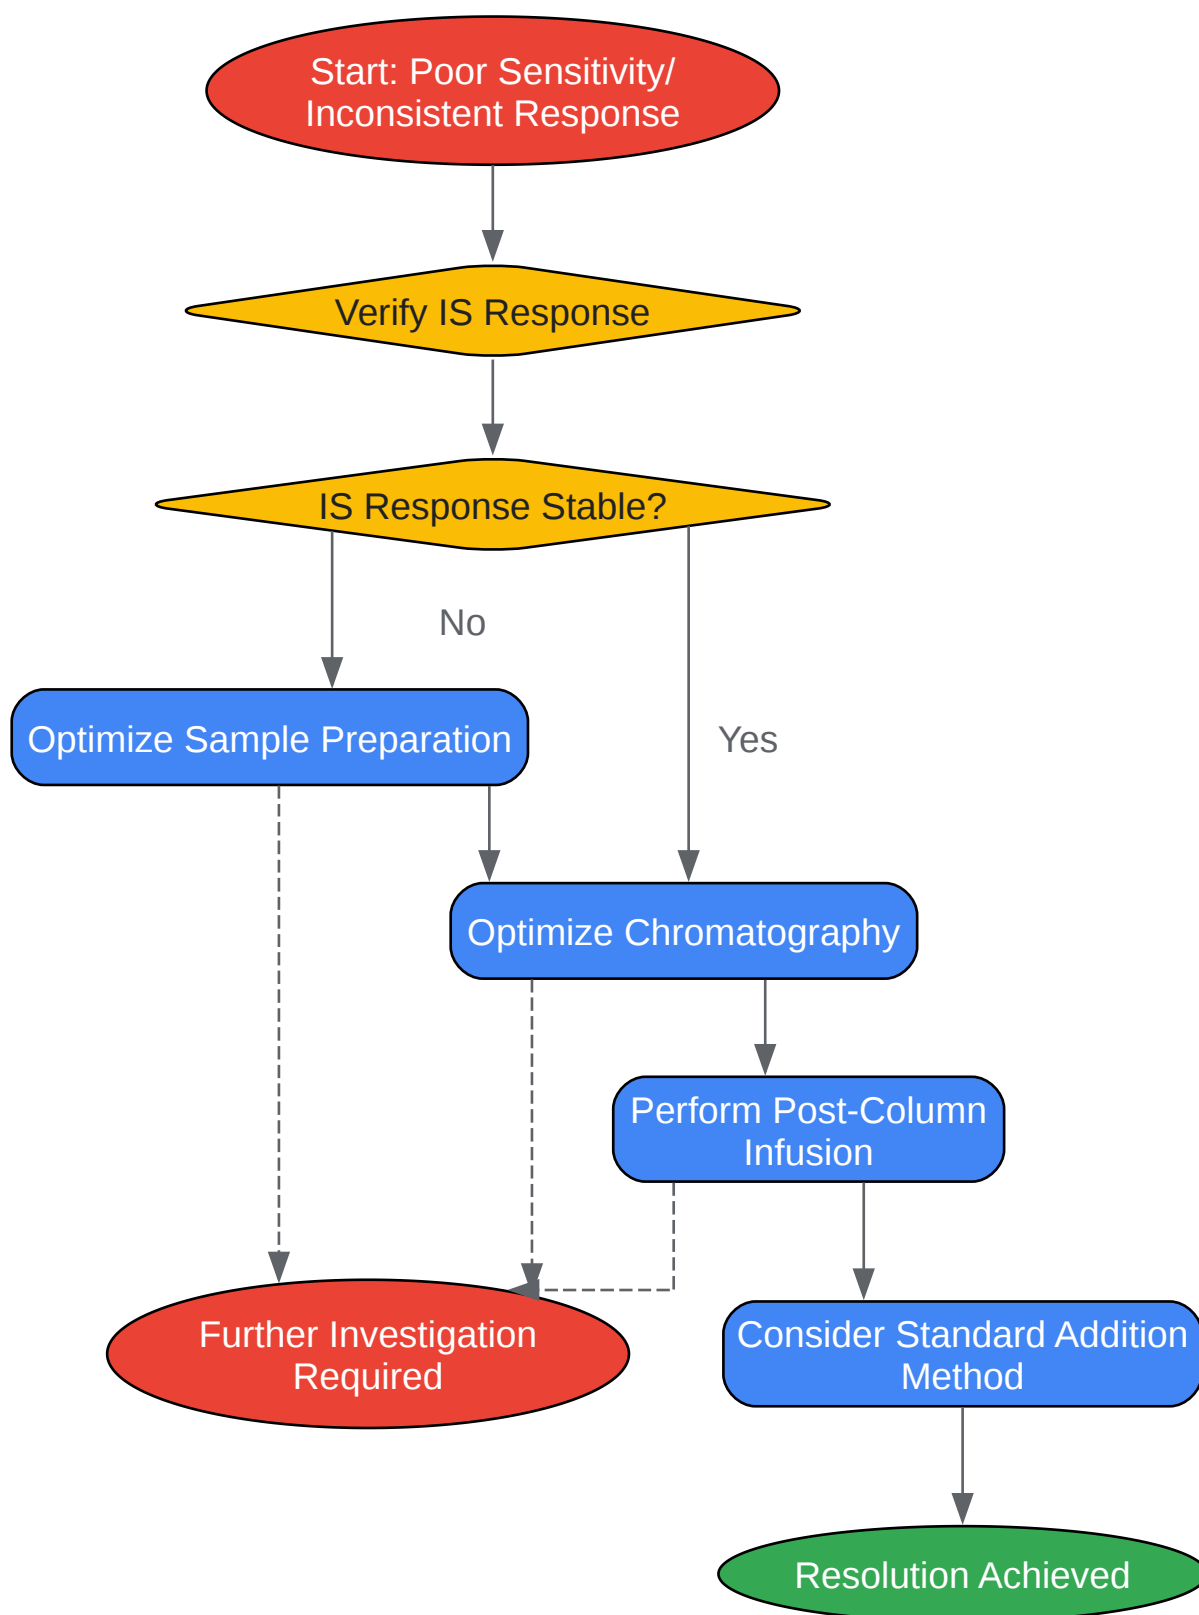 Start: Poor Sensitivity/
Inconsistent Response
Verify IS Response
IS Response Stable?
No
Optimize Sample Preparation
Yes
Optimize Chromatography
Perform Post-Column
Infusion
Further Investigation
Required
Consider Standard Addition
Method
Resolution Achieved